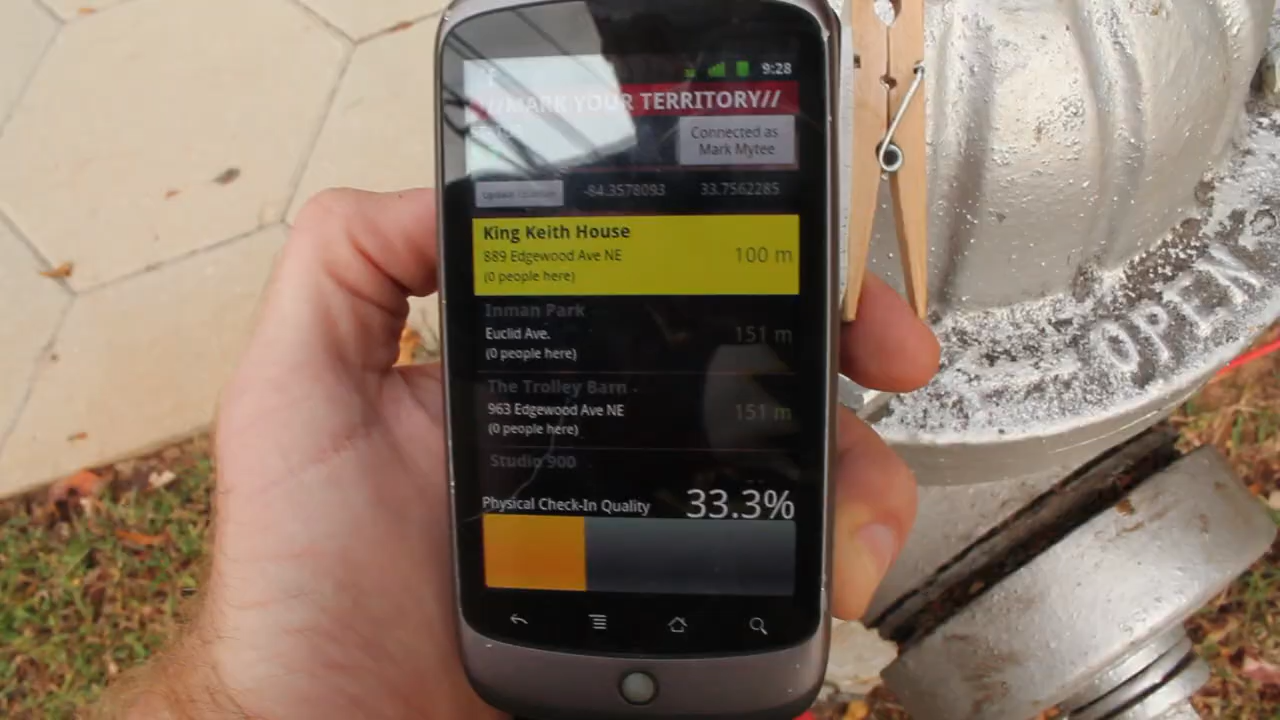 9:28
//MARK YOUR TERRITORY//
Connected as
Mark Mytee
-84.3578093 33.7562285
King Keith House
889 Edgewood Ave NE
100 m
(0 people here)
Inman Park
Euclid Ave.
151 m
(0 people here)
The Trolley Barn
963 Edgewood Ave NE
151 m
(0 people here)
Studio 900
Physical Check-In Quality 33.3%
OPEN